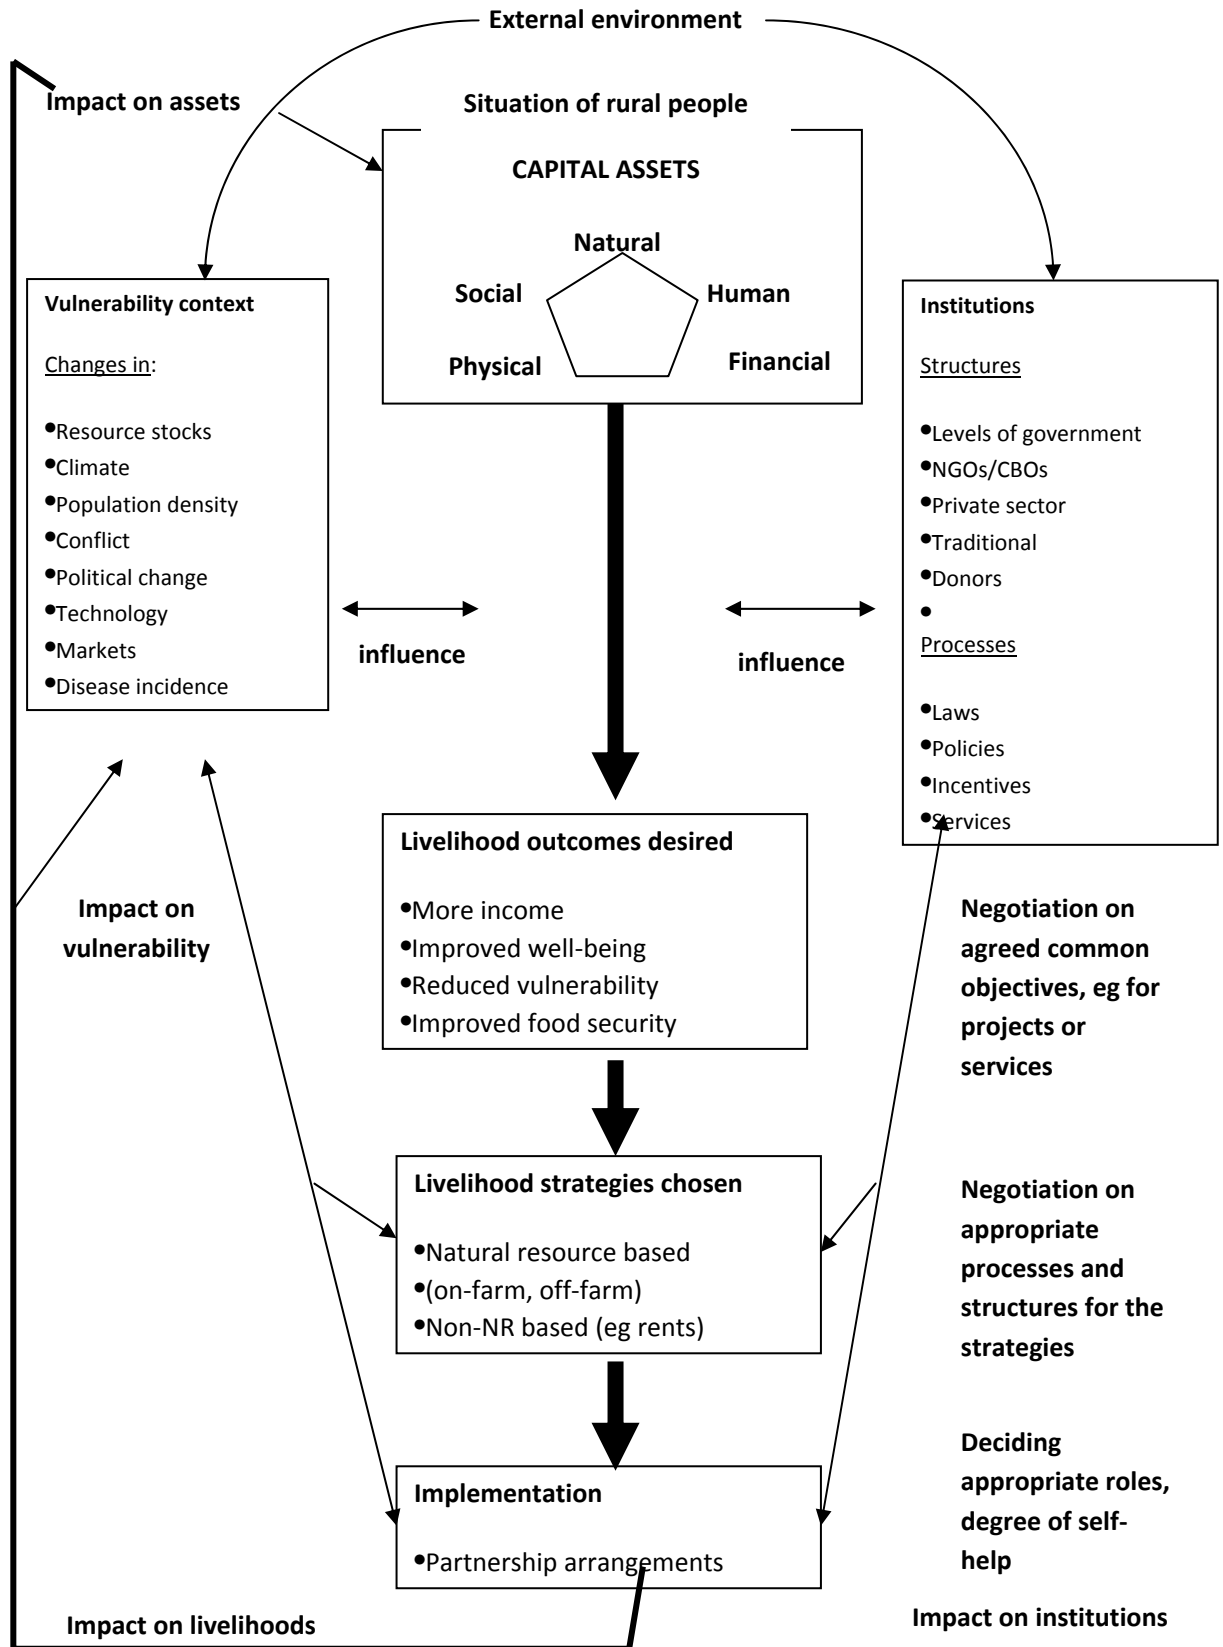 External environment
Impact on assets
Situation of rural people
CAPITAL ASSETS
Natural
Social
Human
Physical
Financial
Vulnerability context
Changes in:
•Resource stocks
•Climate
•Population density
•Conflict
•Political change
•Technology
•Markets
•Disease incidence
influence
influence
Institutions
Structures
•Levels of government
•NGOs/CBOs
•Private sector
•Traditional
•Donors
•
Processes
•Laws
•Policies
•Incentives
•Services
Livelihood outcomes desired
•More income
•Improved well-being
•Reduced vulnerability
•Improved food security
Impact on
vulnerability
Negotiation on
agreed common
objectives, eg for
projects or
services
Livelihood strategies chosen
•Natural resource based
•(on-farm, off-farm)
•Non-NR based (eg rents)
Negotiation on
appropriate
processes and
structures for the
strategies
Implementation
•Partnership arrangements
Deciding
appropriate roles,
degree of self-
help
Impact on livelihoods
Impact on institutions